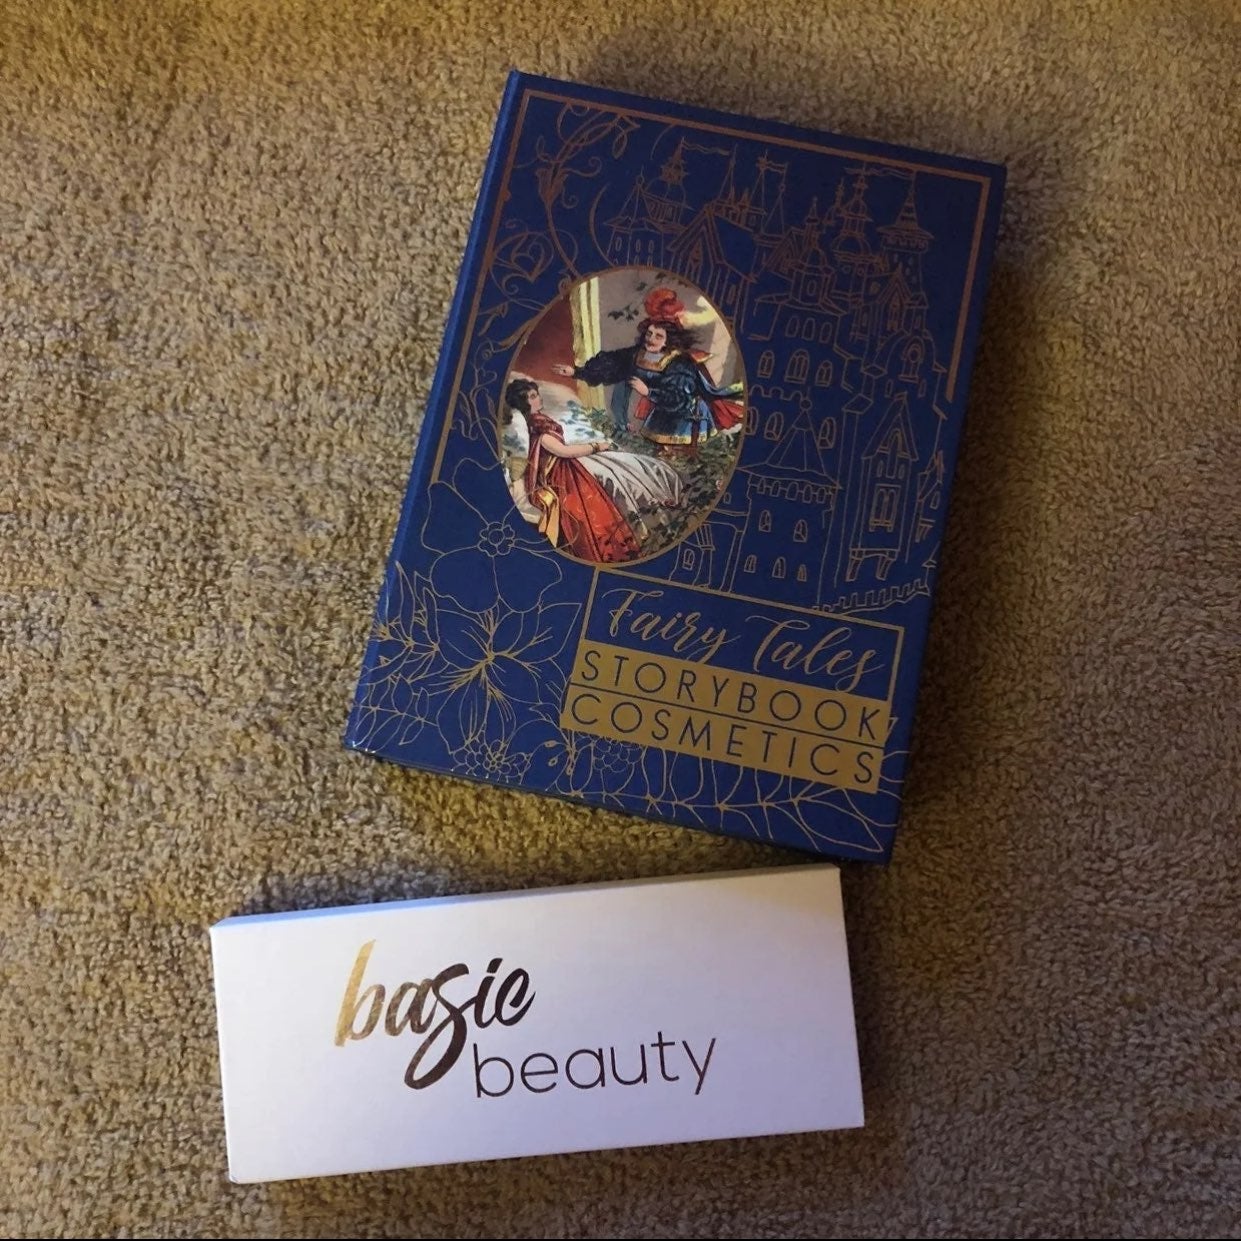 Fairy Tales
STORYBOOK
COSMETICS
basic
beauty